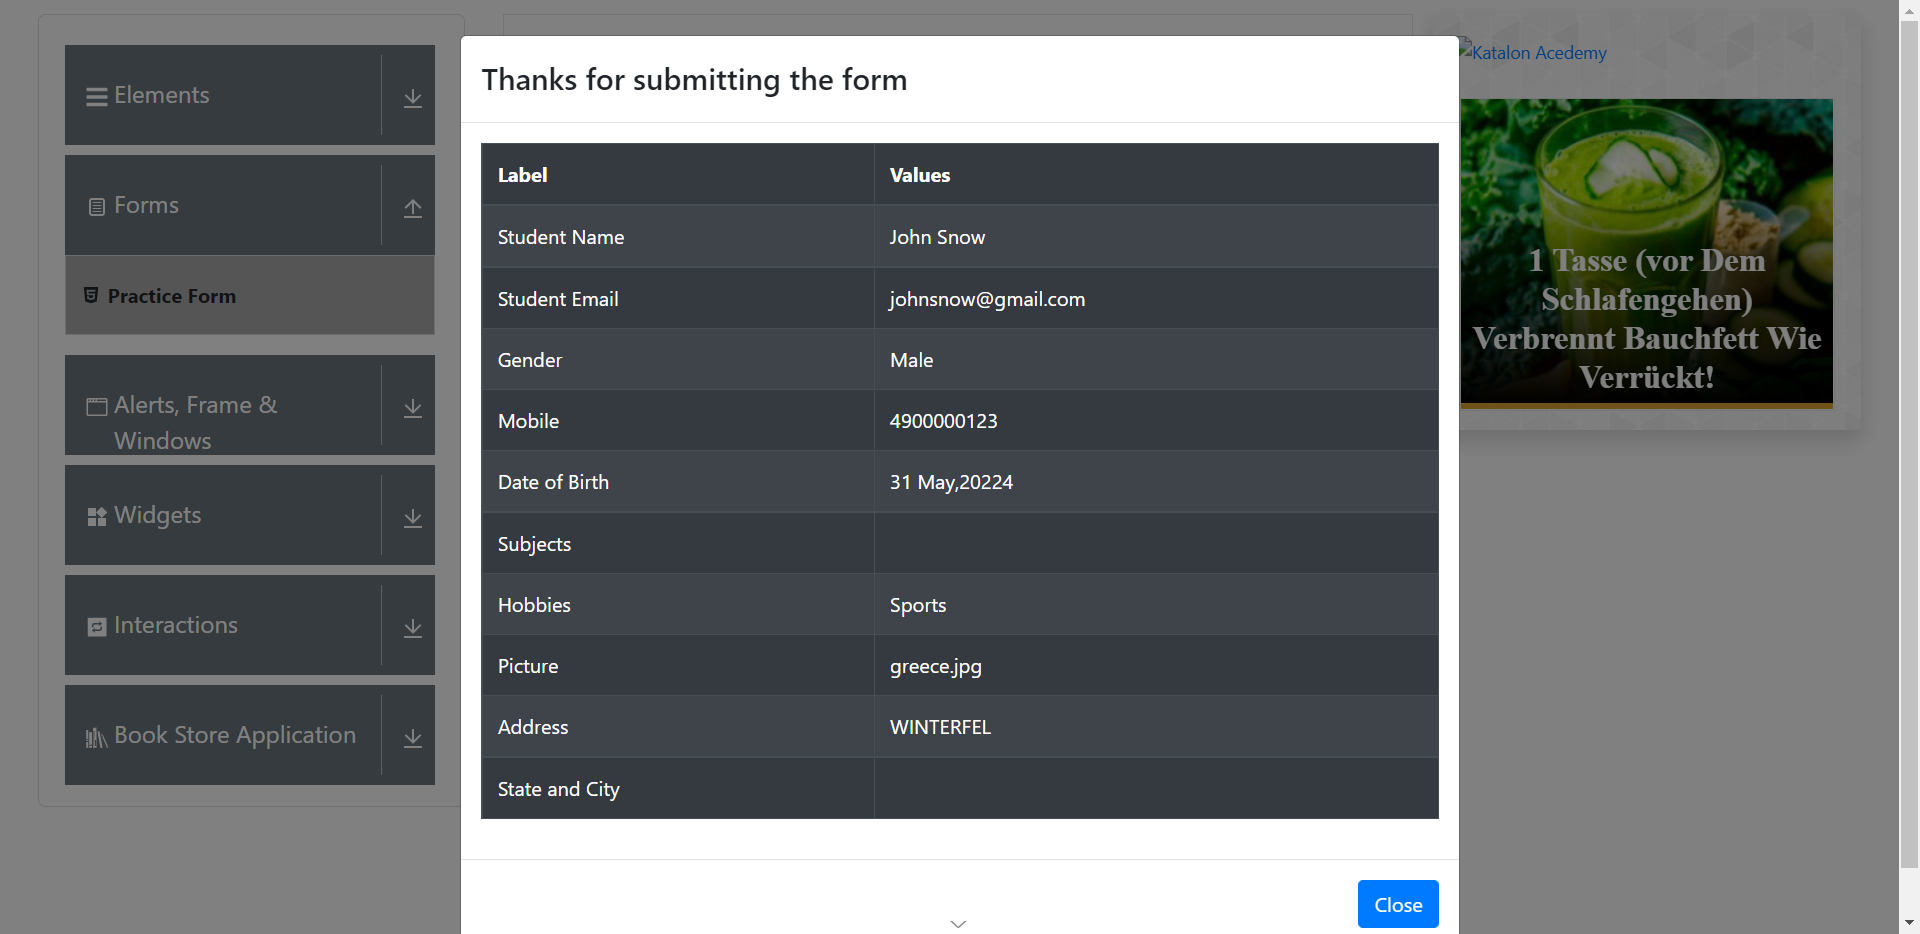 Elements
Forms
Practice Form
Alerts, Frame &
Windows
Widgets
Interactions
Book Store Application
Thanks for submitting the form
Label Values
Student Name John Snow
Student Email johnsnow@gmail.com
Gender Male
Mobile 4900000123
Date of Birth 31 May,20224
Subjects
Hobbies Sports
Picture greece.jpg
Address WINTERFEL
State and City
Close
Katalon Acedemy
1 Tasse (vor Dem
Schlafengehen)
Verbrennt Bauchfett Wie
Verrückt!